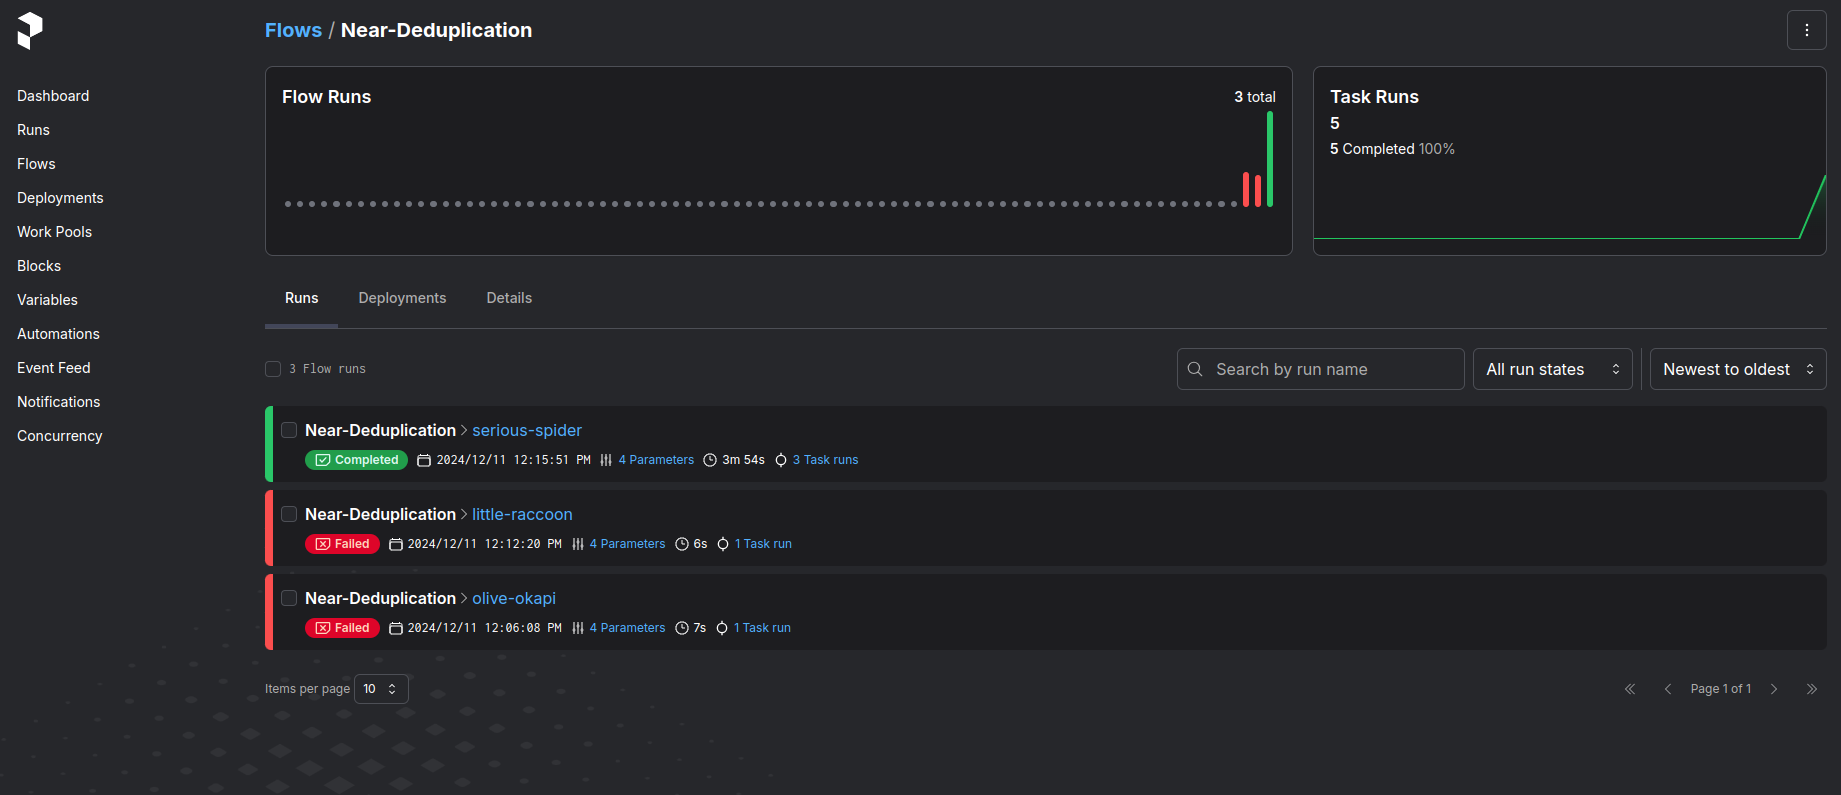 Flows / Near-Deduplication
Dashboard
Runs
Flows
Deployments
Work Pools
Blocks
Variables
Automations
Event Feed
Notifications
Concurrency
Flow Runs
3 total
Task Runs
5
5 Completed 100%
Runs Deployments Details
3 Flow runs
Search by run name
All run states
Newest to oldest
Near-Deduplication > serious-spider
Completed 2024/12/11 12:15:51 PM 4 Parameters 3m 54s 3 Task runs
Near-Deduplication > little-raccoon
Failed 2024/12/11 12:12:20 PM 4 Parameters 6s 1 Task run
Near-Deduplication > olive-okapi
Failed 2024/12/11 12:06:08 PM 4 Parameters 7s 1 Task run
Items per page 10
Page 1 of 1